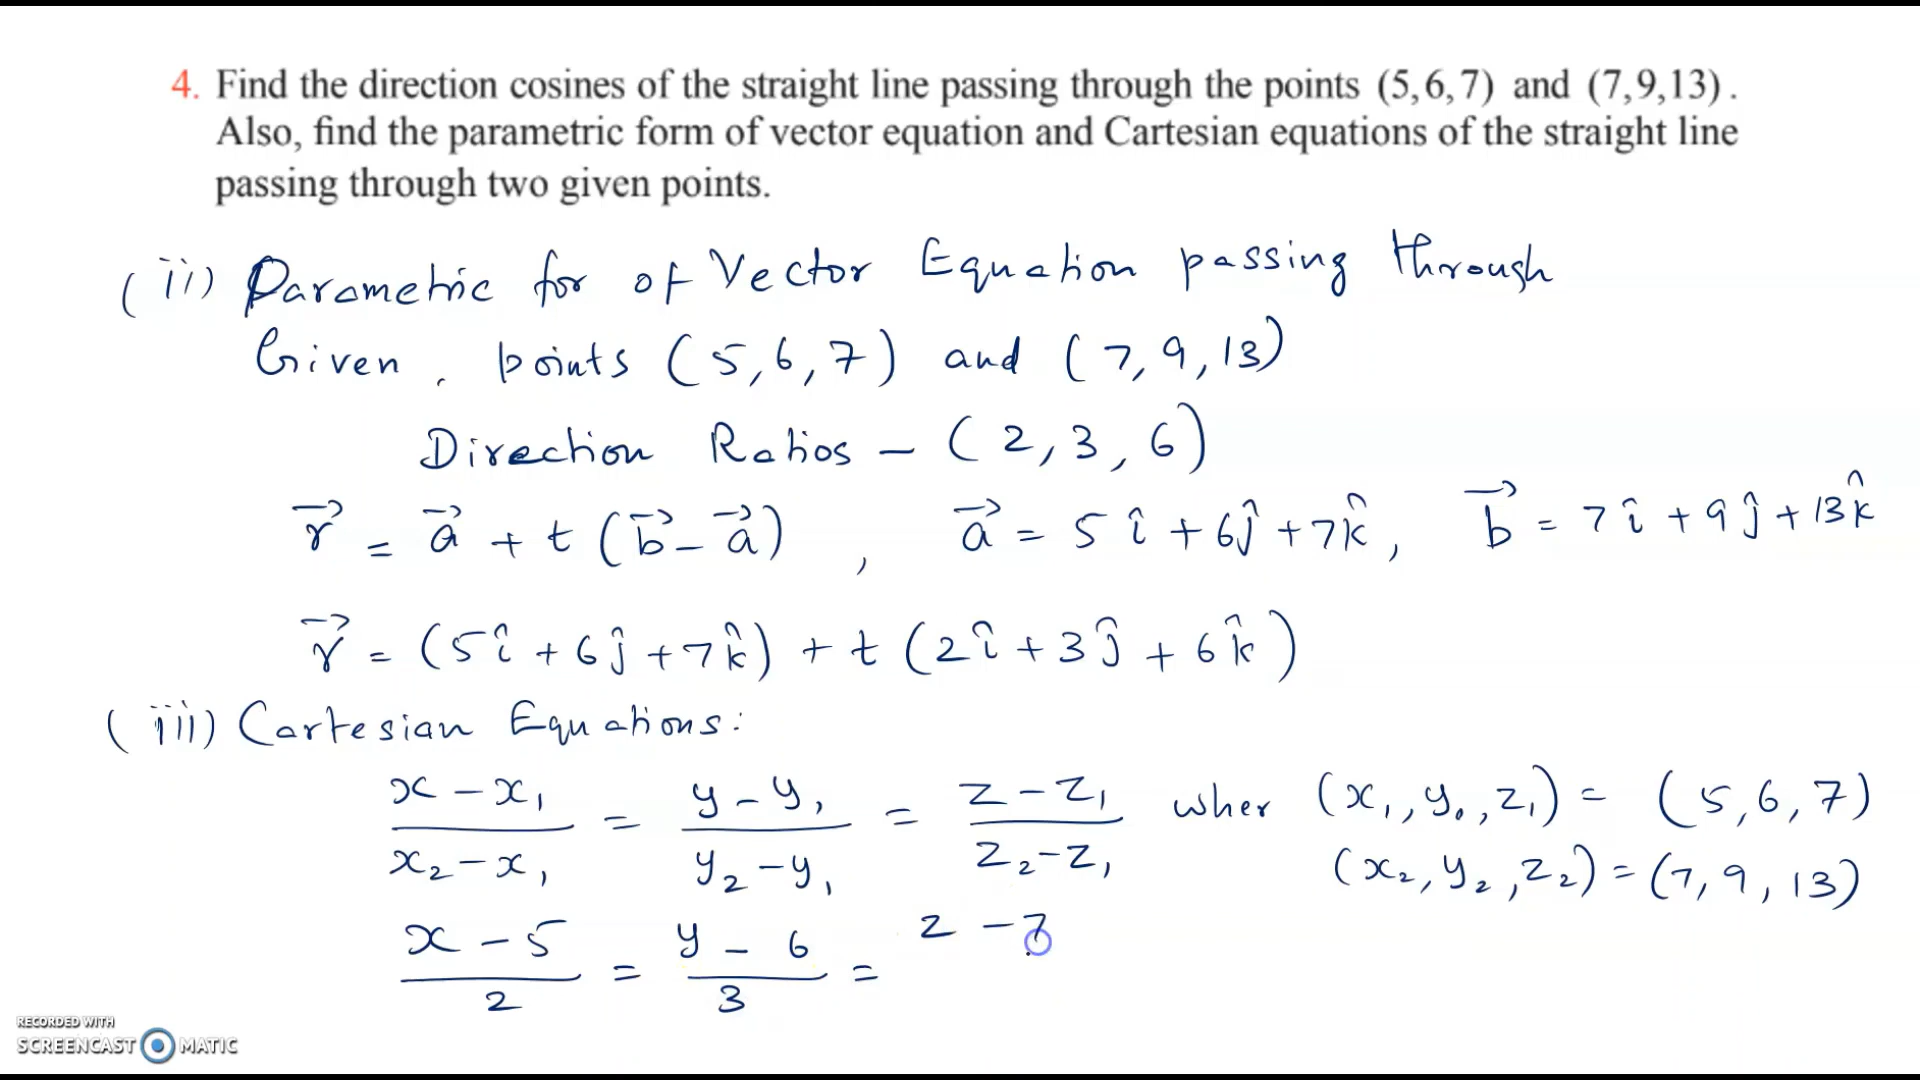 4. Find the direction cosines of the straight line passing through the points (5,6,7) and (7,9,13).
Also, find the parametric form of vector equation and Cartesian equations of the straight line
passing through two given points.
(ii) Parametric for of Vector Equation passing through
Given . points (5,6,7) and (7,9,13)
Direction Ratios - (2,3,6)
r⃗ = a⃗ + t(b⃗ - a⃗) , a⃗ = 5î + 6ĵ + 7k̂, b⃗ = 7î + 9ĵ + 13k̂
r⃗ = (5î + 6ĵ + 7k̂) + t (2î + 3ĵ + 6k̂)
(iii) Cartesian Equations:
(x - x₁)/(x₂ - x₁) = (y - y₁)/(y₂ - y₁) = (z - z₁)/(z₂ - z₁) wher (x₁, y₁, z₁) = (5,6,7)
(x₂, y₂, z₂) = (7,9,13)
(x - 5)/2 = (y - 6)/3 = z - 7
RECORDED WITH
SCREENCAST MATIC